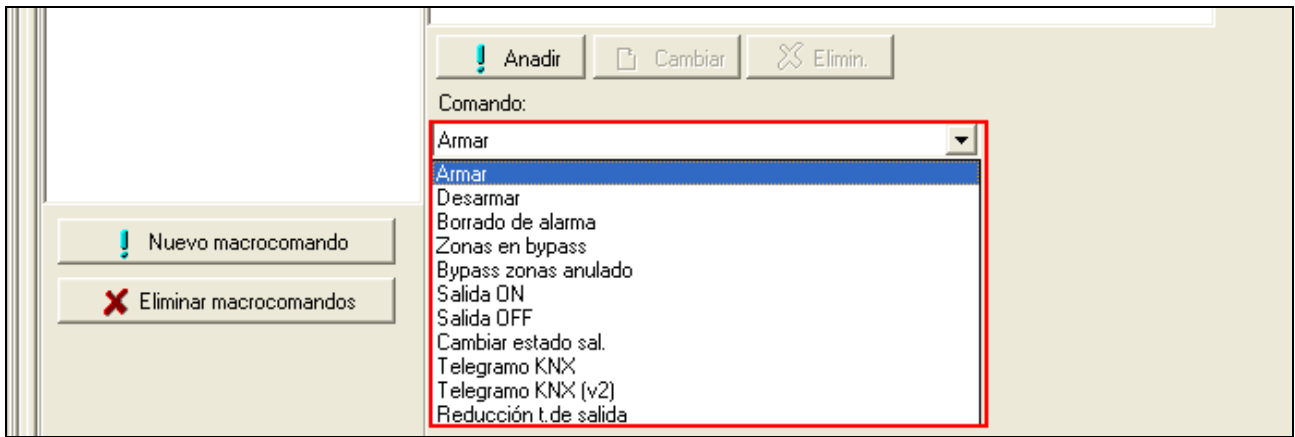 Anadir Cambiar Elimin.
Comando:
Armar
Armar
Desarmar
Borrado de alarma
Zonas en bypass
Bypass zonas anulado
Salida ON
Salida OFF
Cambiar estado sal.
Telegramo KNX
Telegramo KNX (v2)
Reducción t.de salida
Nuevo macrocomando
Eliminar macrocomandos